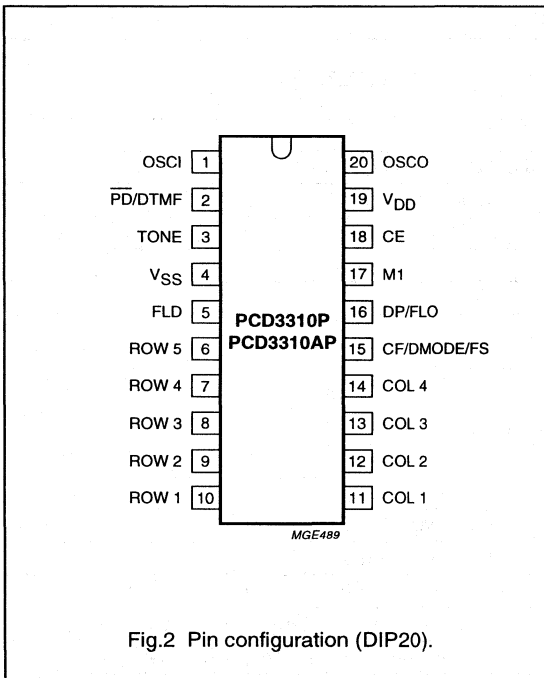 OSCI 1 20 OSCO
P̅D̅/DTMF 2 19 VDD
TONE 3 18 CE
VSS 4 17 M1
FLD 5 16 DP/FLO
PCD3310P
PCD3310AP
ROW 5 6 15 CF/DMODE/FS
ROW 4 7 14 COL 4
ROW 3 8 13 COL 3
ROW 2 9 12 COL 2
ROW 1 10 11 COL 1
MGE489
Fig.2 Pin configuration (DIP20).